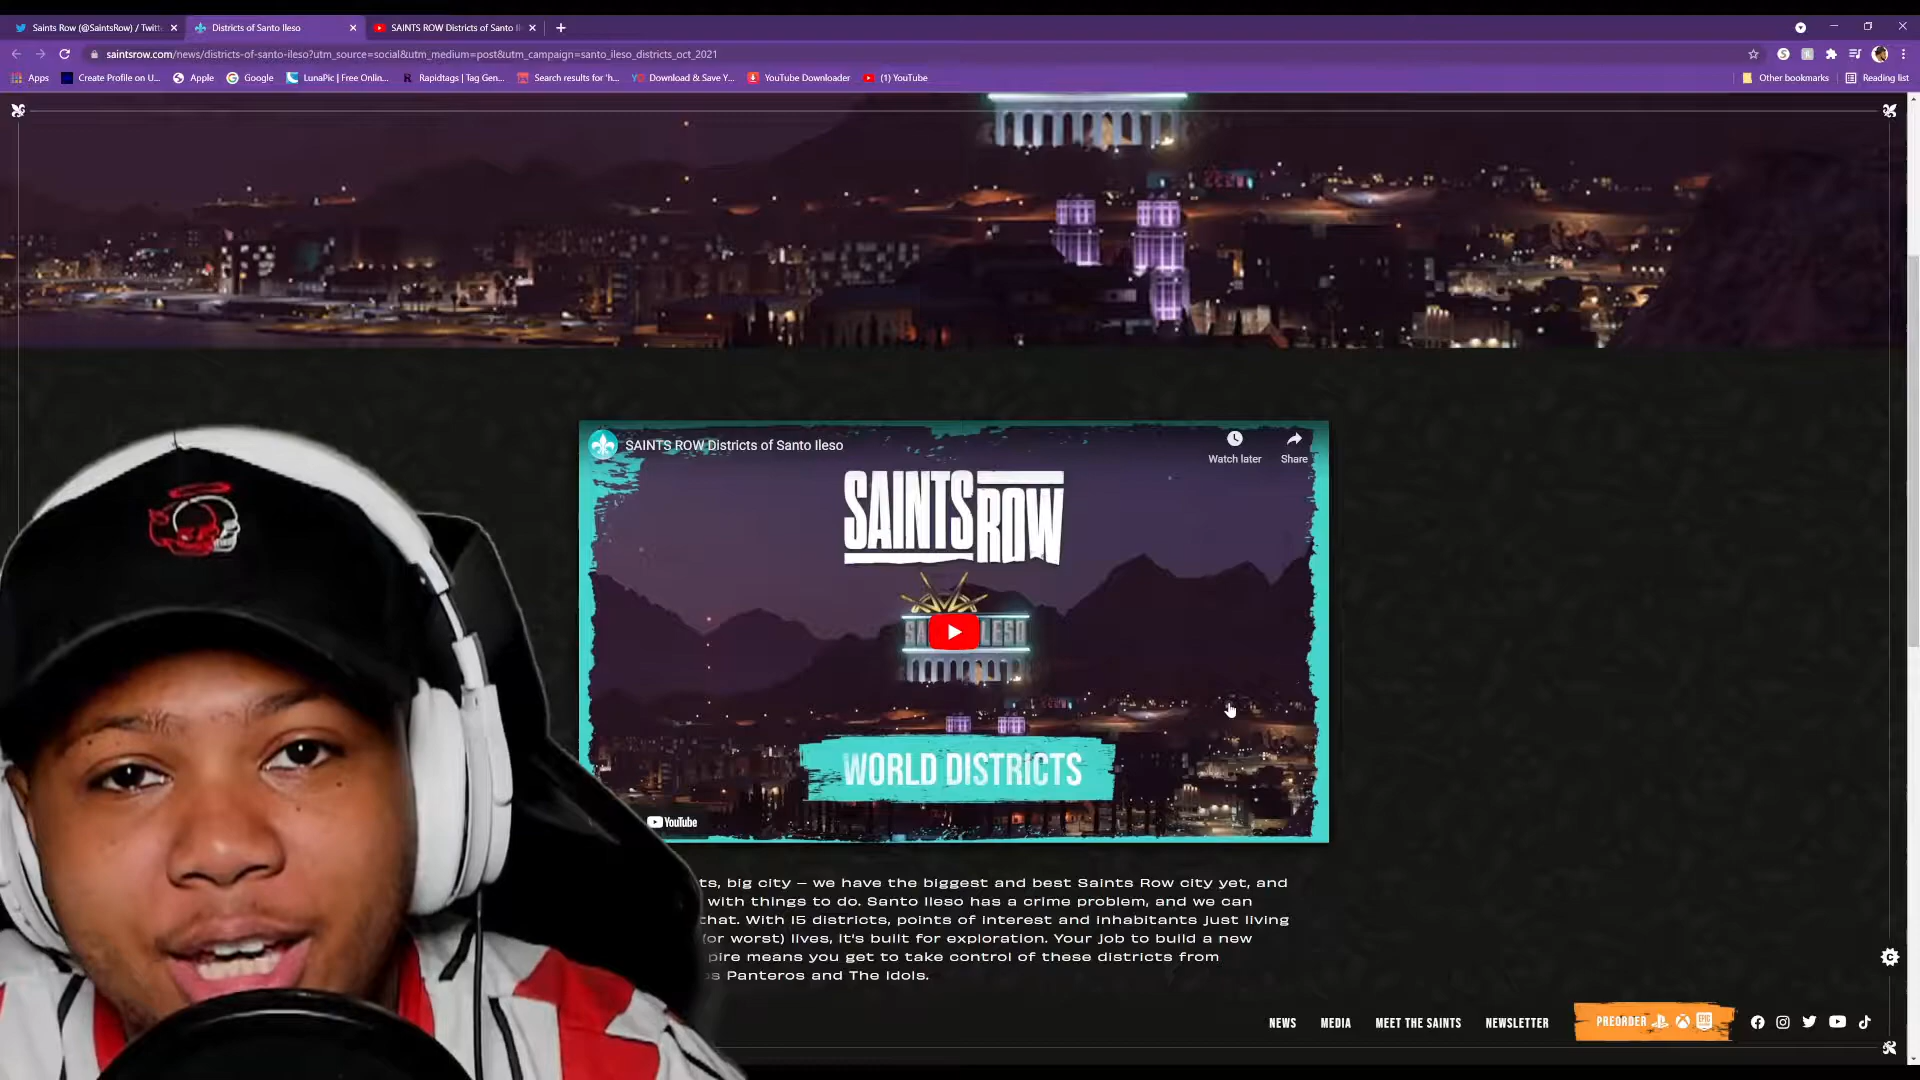 Saints Row (@SaintsRow) / Twitt
Districts of Santo Ileso
SAINTS ROW Districts of Santo Il
saintsrow.com/news/districts-of-santo-ileso?utm_source=social&utm_medium=post&utm_campaign=santo_ileso_districts_oct_2021
Apps
Create Profile on U...
Apple
Google
LunaPic | Free Onlin...
Rapidtags | Tag Gen...
Search results for 'h...
Download & Save Y...
YouTube Downloader
(1) YouTube
Other bookmarks
Reading list
SAINTS ROW Districts of Santo Ileso
Watch later
Share
SAINTS
ROW
WORLD DISTRICTS
YouTube
ts, big city – we have the biggest and best Saints Row city yet, and
with things to do. Santo Ileso has a crime problem, and we can
that. With 15 districts, points of interest and inhabitants just living
(or worst) lives, it's built for exploration. Your job to build a new
pire means you get to take control of these districts from
os Panteros and The Idols.
NEWS
MEDIA
MEET THE SAINTS
NEWSLETTER
PREORDER